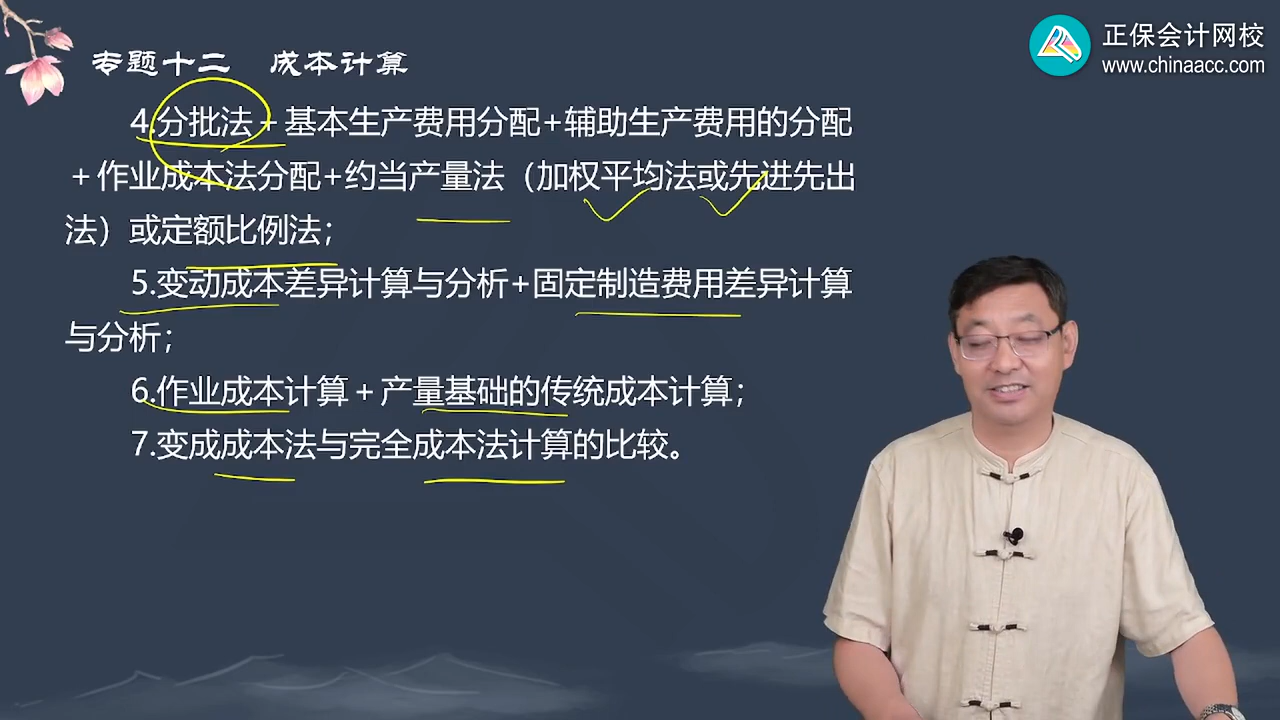 正保会计网校
www.chinaacc.com
专题十二 成本计算
4.分批法+基本生产费用分配+辅助生产费用的分配
+作业成本法分配+约当产量法（加权平均法或先进先出
法）或定额比例法；
5.变动成本差异计算与分析+固定制造费用差异计算
与分析；
6.作业成本计算+产量基础的传统成本计算；
7.变成成本法与完全成本法计算的比较。